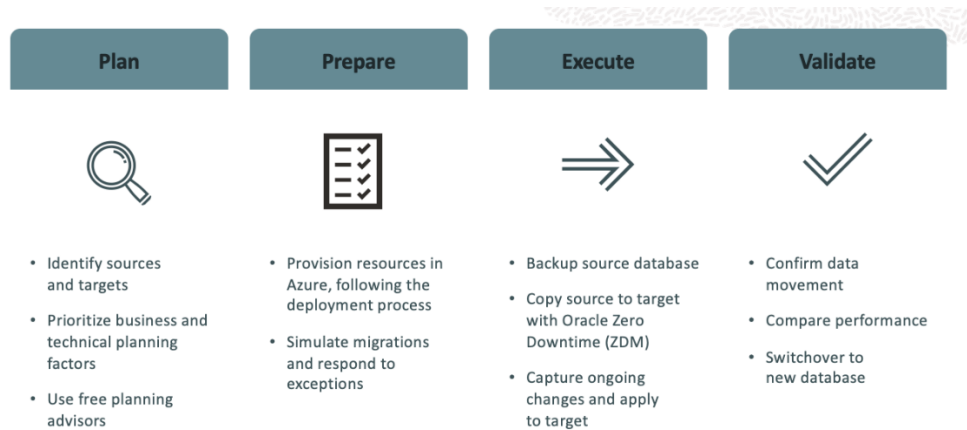 Plan
Identify sources
and targets
Prioritize business and
technical planning
factors
Use free planning
advisors
Prepare
Provision resources in
Azure, following the
deployment process
Simulate migrations
and respond to
exceptions
Execute
Backup source database
Copy source to target
with Oracle Zero
Downtime (ZDM)
Capture ongoing
changes and apply
to target
Validate
Confirm data
movement
Compare performance
Switchover to
new database